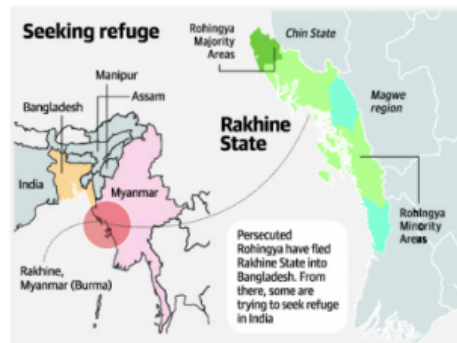 Seeking refuge
Manipur
Assam
Bangladesh
India
Myanmar
Rakhine,
Myanmar (Burma)
Rohingya
Majority
Areas
Chin State
Magwe
region
Rakhine
State
Rohingya
Minority
Areas
Persecuted
Rohingya have fled
Rakhine State into
Bangladesh. From
there, some are
trying to seek refuge
in India